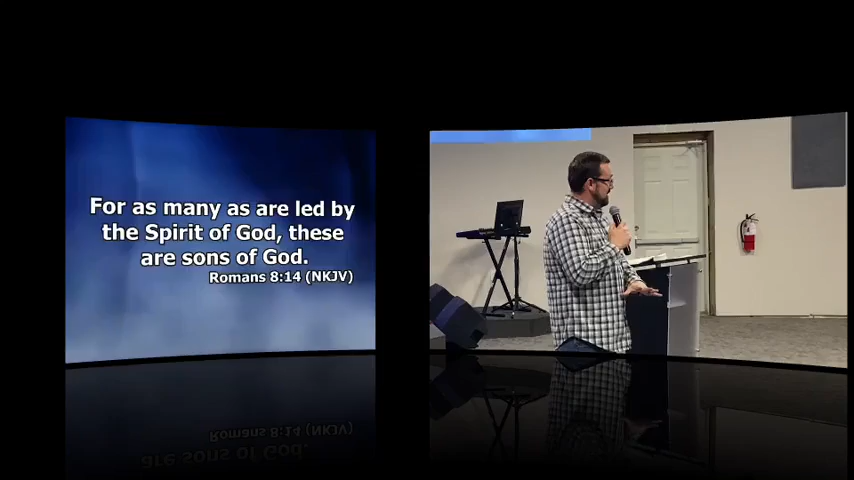 For as many as are led by
the Spirit of God, these
are sons of God.
Romans 8:14 (NKJV)